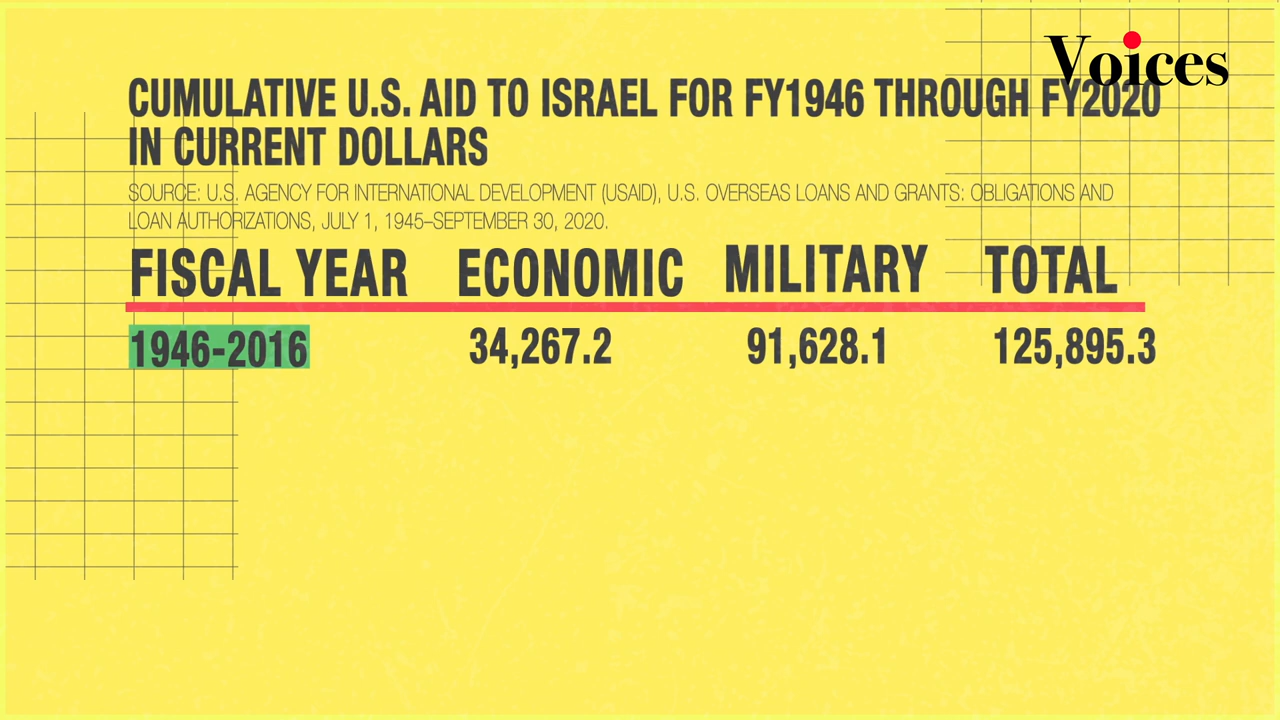 Voices
CUMULATIVE U.S. AID TO ISRAEL FOR FY1946 THROUGH FY2020
IN CURRENT DOLLARS
SOURCE: U.S. AGENCY FOR INTERNATIONAL DEVELOPMENT (USAID), U.S. OVERSEAS LOANS AND GRANTS: OBLIGATIONS AND
LOAN AUTHORIZATIONS, JULY 1, 1945–SEPTEMBER 30, 2020.
FISCAL YEAR ECONOMIC MILITARY TOTAL
1946-2016 34,267.2 91,628.1 125,895.3